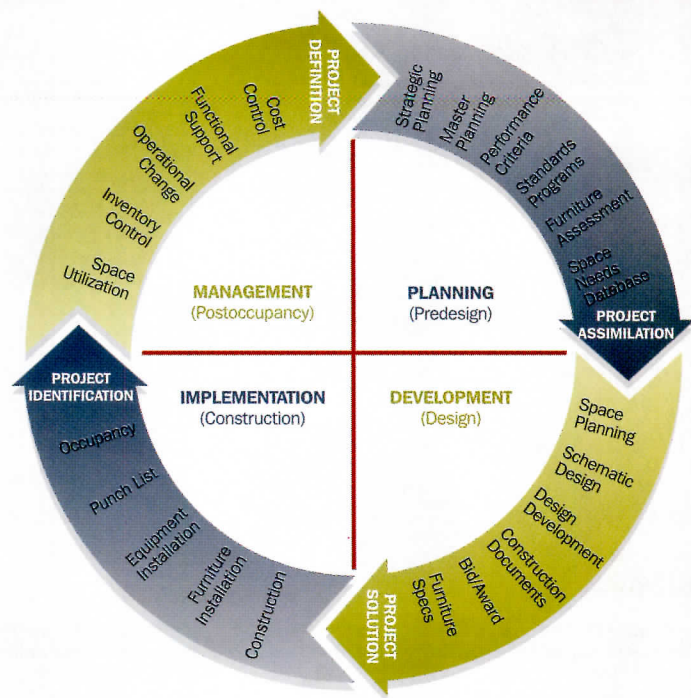 PROJECT
DEFINITION
Cost
Control
Functional
Support
Operational
Change
Inventory
Control
Space
Utilization
MANAGEMENT
(Postoccupancy)
Strategic
Planning
Master
Planning
Performance
Criteria
Standards
Programs
Furniture
Assessment
Space
Needs
Database
PROJECT
ASSIMILATION
PLANNING
(Predesign)
Space
Planning
Schematic
Design
Design
Development
Construction
Documents
Bid/Award
Furniture
Specs
PROJECT
SOLUTION
DEVELOPMENT
(Design)
Construction
Furniture
Installation
Equipment
Installation
Punch List
Occupancy
PROJECT
IDENTIFICATION
IMPLEMENTATION
(Construction)